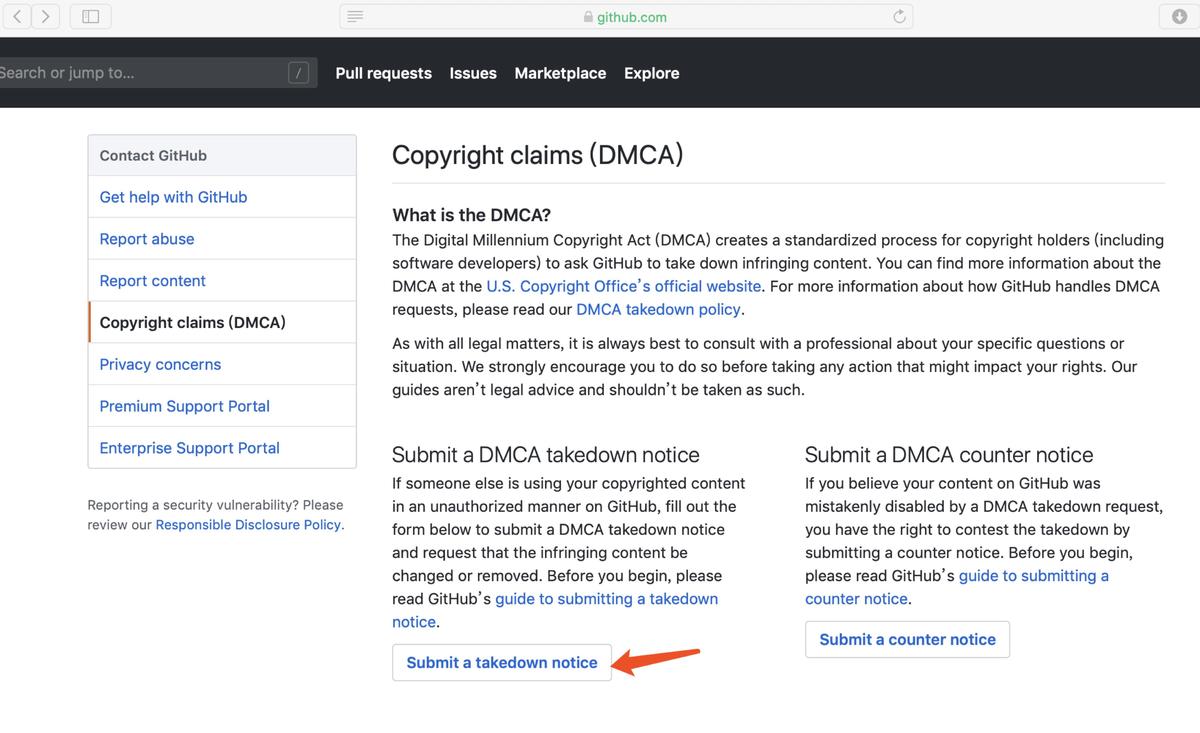 github.com
Search or jump to...
/
Pull requests Issues Marketplace Explore
Contact GitHub
Get help with GitHub
Report abuse
Report content
Copyright claims (DMCA)
Privacy concerns
Premium Support Portal
Enterprise Support Portal
Reporting a security vulnerability? Please
review our Responsible Disclosure Policy.
Copyright claims (DMCA)
What is the DMCA?
The Digital Millennium Copyright Act (DMCA) creates a standardized process for copyright holders (including
software developers) to ask GitHub to take down infringing content. You can find more information about the
DMCA at the U.S. Copyright Office's official website. For more information about how GitHub handles DMCA
requests, please read our DMCA takedown policy.
As with all legal matters, it is always best to consult with a professional about your specific questions or
situation. We strongly encourage you to do so before taking any action that might impact your rights. Our
guides aren't legal advice and shouldn't be taken as such.
Submit a DMCA takedown notice
If someone else is using your copyrighted content
in an unauthorized manner on GitHub, fill out the
form below to submit a DMCA takedown notice
and request that the infringing content be
changed or removed. Before you begin, please
read GitHub's guide to submitting a takedown
notice.
Submit a takedown notice
Submit a DMCA counter notice
If you believe your content on GitHub was
mistakenly disabled by a DMCA takedown request,
you have the right to contest the takedown by
submitting a counter notice. Before you begin,
please read GitHub's guide to submitting a
counter notice.
Submit a counter notice